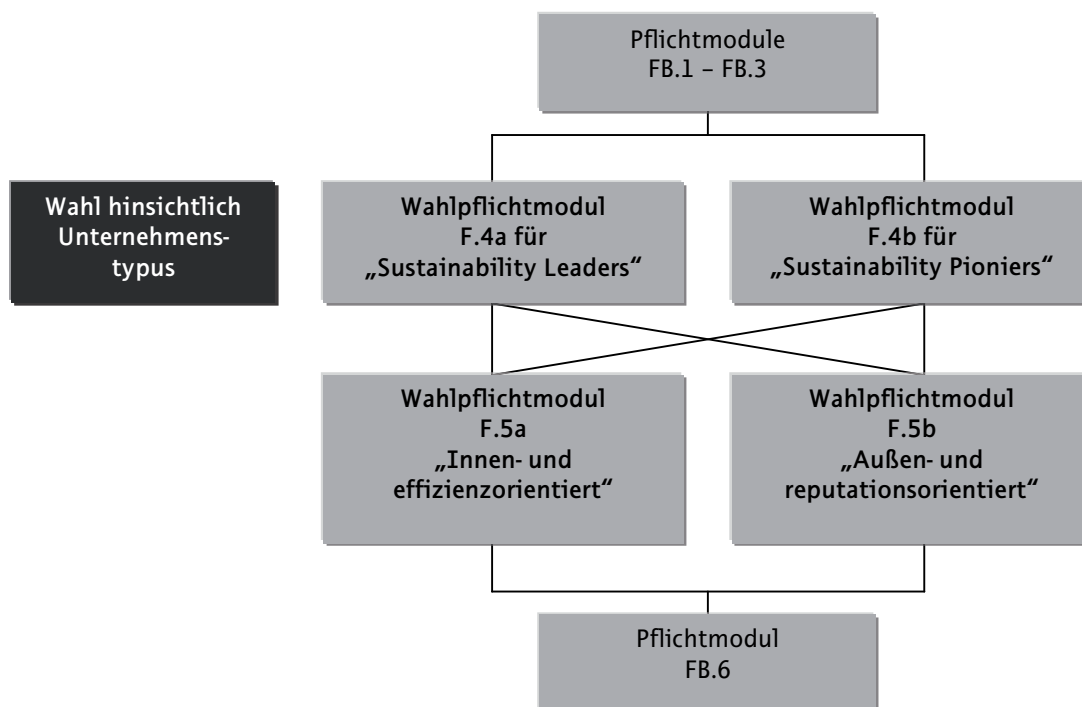 Pflichtmodule
FB.1 – FB.3
Wahl hinsichtlich
Unternehmens-
typus
Wahlpflichtmodul
F.4a für
„Sustainability Leaders“
Wahlpflichtmodul
F.4b für
„Sustainability Pioniers“
Wahlpflichtmodul
F.5a
„Innen- und
effizienzorientiert“
Wahlpflichtmodul
F.5b
„Außen- und
reputationsorientiert“
Pflichtmodul
FB.6